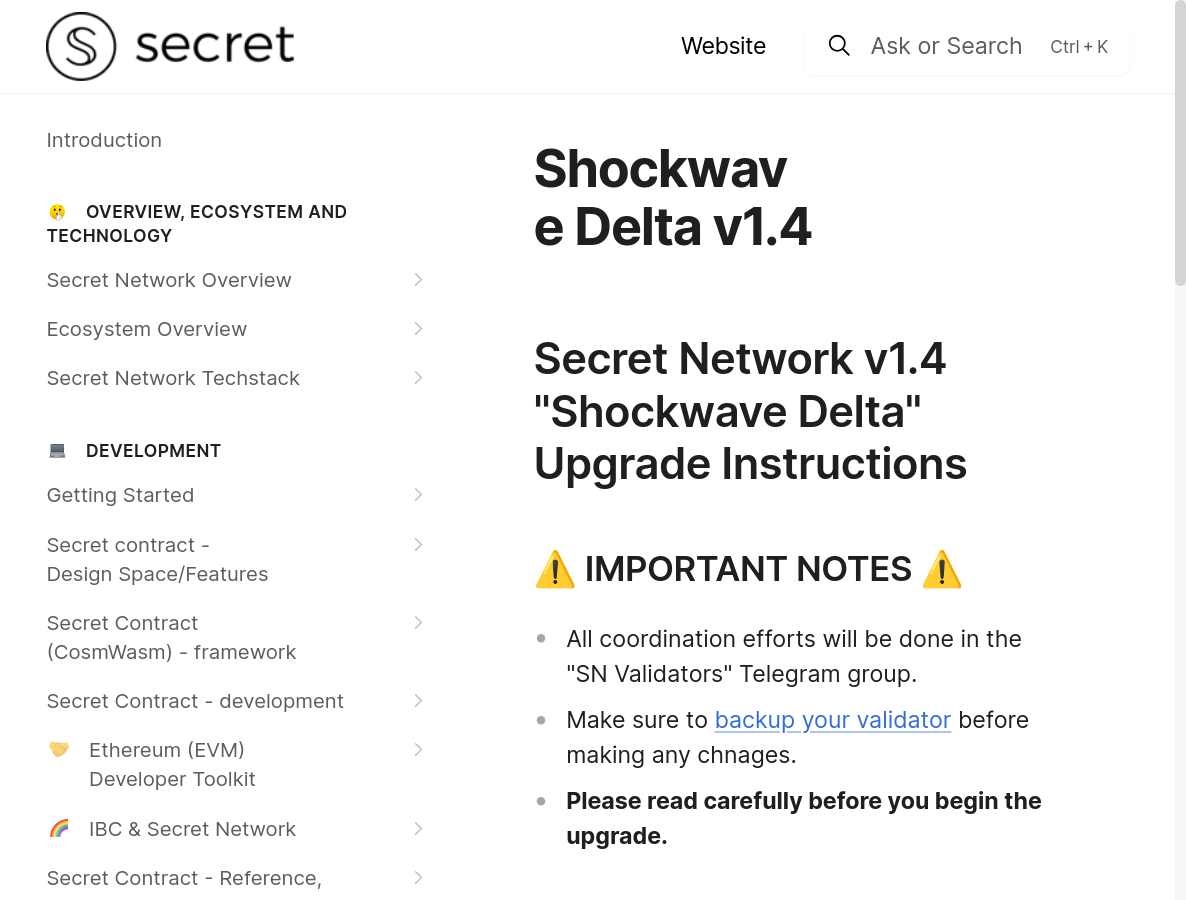 secret
Website
Ask or Search
Ctrl + K
Introduction
OVERVIEW, ECOSYSTEM AND
TECHNOLOGY
Secret Network Overview
Ecosystem Overview
Secret Network Techstack
DEVELOPMENT
Getting Started
Secret contract -
Design Space/Features
Secret Contract
(CosmWasm) - framework
Secret Contract - development
Ethereum (EVM)
Developer Toolkit
IBC & Secret Network
Secret Contract - Reference,
Shockwav
e Delta v1.4
Secret Network v1.4
"Shockwave Delta"
Upgrade Instructions
⚠️ IMPORTANT NOTES ⚠️
All coordination efforts will be done in the
"SN Validators" Telegram group.
Make sure to backup your validator before
making any chnages.
Please read carefully before you begin the
upgrade.